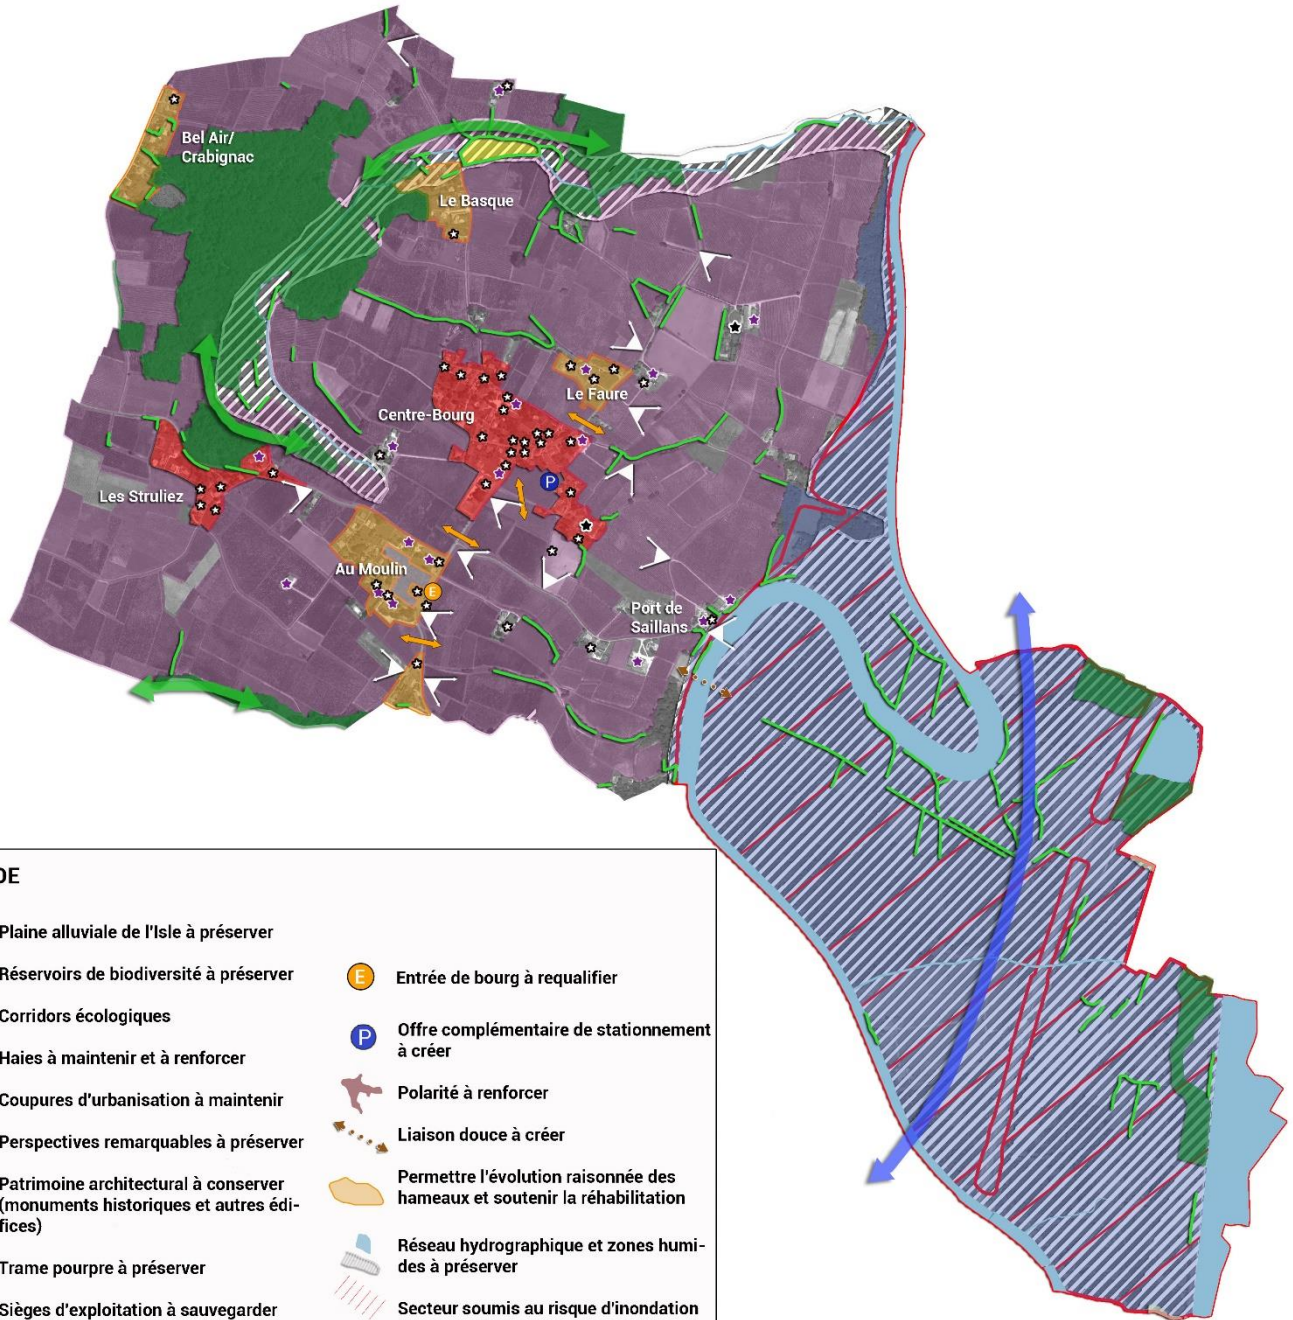 Bel Air/
Crabignac
Le Basque
Le Faure
Centre-Bourg
P
Les Struliez
Au Moulin
E
Port de
Saillans
DE
Plaine alluviale de l'Isle à préserver
Réservoirs de biodiversité à préserver
Corridors écologiques
Haies à maintenir et à renforcer
Coupures d'urbanisation à maintenir
Perspectives remarquables à préserver
Patrimoine architectural à conserver
(monuments historiques et autres édi-
fices)
Trame pourpre à préserver
Sièges d'exploitation à sauvegarder
E Entrée de bourg à requalifier
P Offre complémentaire de stationnement
à créer
Polarité à renforcer
Liaison douce à créer
Permettre l'évolution raisonnée des
hameaux et soutenir la réhabilitation
Réseau hydrographique et zones humi-
des à préserver
Secteur soumis au risque d'inondation